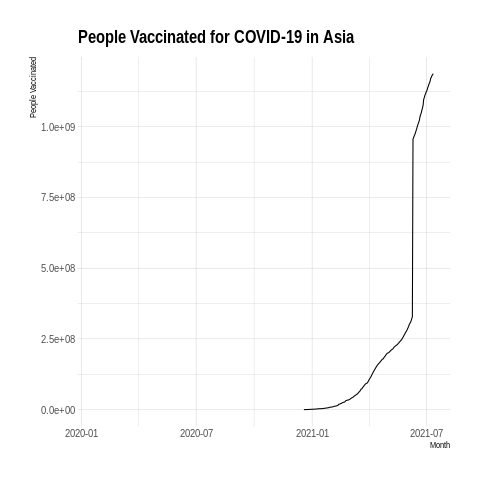 People Vaccinated for COVID-19 in Asia
People Vaccinated
1.0e+09
7.5e+08
5.0e+08
2.5e+08
0.0e+00
2020-01 2020-07 2021-01 2021-07
Month